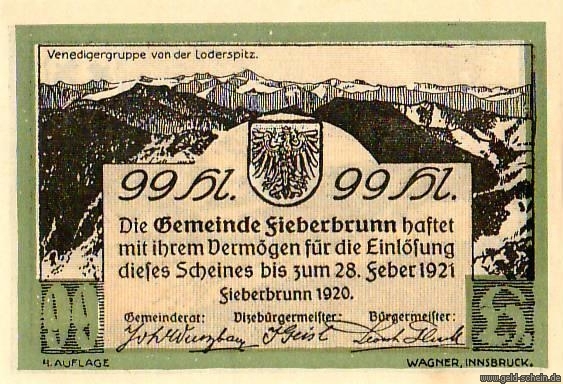 Venedigergruppe von der Loderspitz.
99 Hl. 99 Hl.
Die Gemeinde Fieberbrunn haftet
mit ihrem Vermögen für die Einlösung
dieses Scheines bis zum 28. Feber 1921
Fieberbrunn 1920.
Gemeinderat: Vizebürgermeister: Bürgermeister:
J Geist
99 H
4. AUFLAGE WAGNER, INNSBRUCK.
www.geld-schein.de